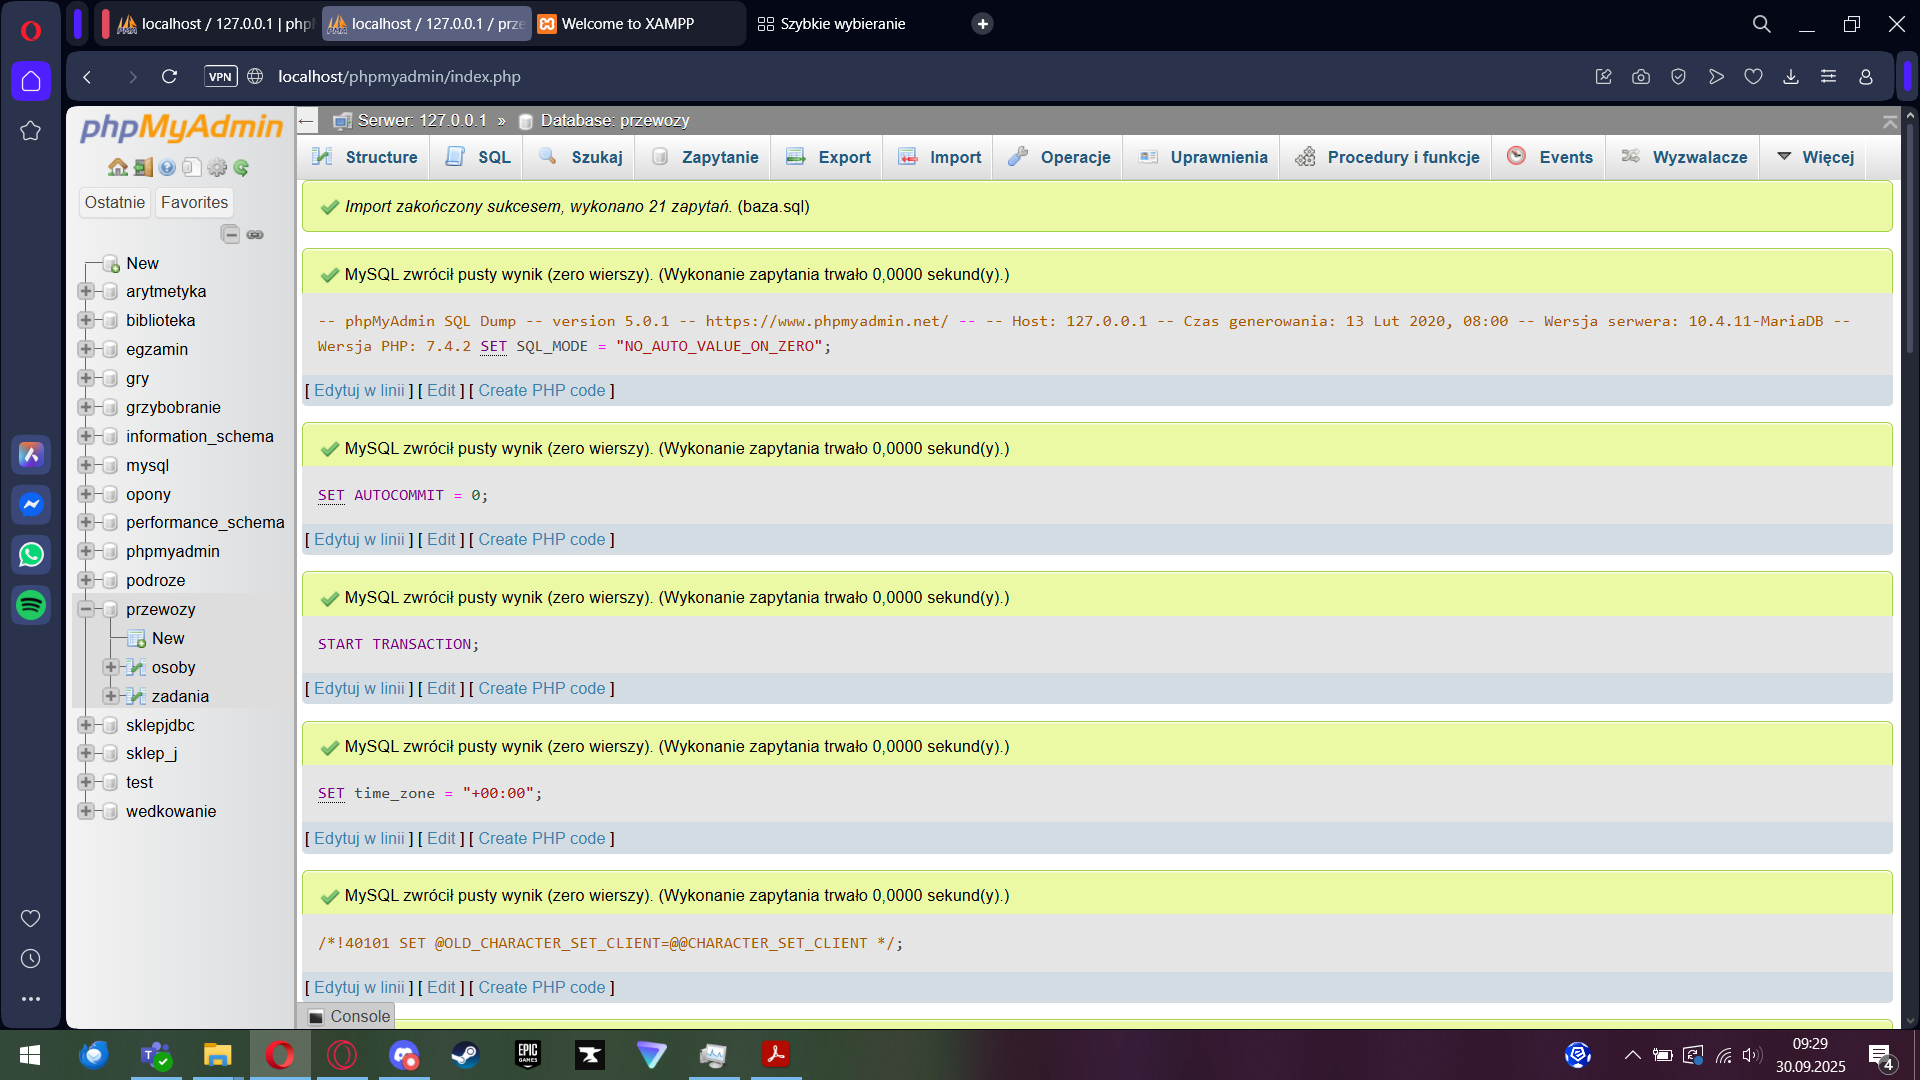 localhost / 127.0.0.1 | php
localhost / 127.0.0.1 / prze
Welcome to XAMPP
Szybkie wybieranie
VPN
localhost/phpmyadmin/index.php
phpMyAdmin
Ostatnie
Favorites
New
arytmetyka
biblioteka
egzamin
gry
grzybobranie
information_schema
mysql
opony
performance_schema
phpmyadmin
podroze
przewozy
New
osoby
zadania
sklepjdbc
sklep_j
test
wedkowanie
Serwer: 127.0.0.1 » Database: przewozy
Structure
SQL
Szukaj
Zapytanie
Export
Import
Operacje
Uprawnienia
Procedury i funkcje
Events
Wyzwalacze
Więcej
Import zakończony sukcesem, wykonano 21 zapytań. (baza.sql)
MySQL zwrócił pusty wynik (zero wierszy). (Wykonanie zapytania trwało 0,0000 sekund(y).)
-- phpMyAdmin SQL Dump -- version 5.0.1 -- https://www.phpmyadmin.net/ -- -- Host: 127.0.0.1 -- Czas generowania: 13 Lut 2020, 08:00 -- Wersja serwera: 10.4.11-MariaDB --
Wersja PHP: 7.4.2 SET SQL_MODE = "NO_AUTO_VALUE_ON_ZERO";
[ Edytuj w linii ] [ Edit ] [ Create PHP code ]
MySQL zwrócił pusty wynik (zero wierszy). (Wykonanie zapytania trwało 0,0000 sekund(y).)
SET AUTOCOMMIT = 0;
[ Edytuj w linii ] [ Edit ] [ Create PHP code ]
MySQL zwrócił pusty wynik (zero wierszy). (Wykonanie zapytania trwało 0,0000 sekund(y).)
START TRANSACTION;
[ Edytuj w linii ] [ Edit ] [ Create PHP code ]
MySQL zwrócił pusty wynik (zero wierszy). (Wykonanie zapytania trwało 0,0000 sekund(y).)
SET time_zone = "+00:00";
[ Edytuj w linii ] [ Edit ] [ Create PHP code ]
MySQL zwrócił pusty wynik (zero wierszy). (Wykonanie zapytania trwało 0,0000 sekund(y).)
/*!40101 SET @OLD_CHARACTER_SET_CLIENT=@@CHARACTER_SET_CLIENT */;
[ Edytuj w linii ] [ Edit ] [ Create PHP code ]
Console
EPIC
GAMES
09:29
30.09.2025
4